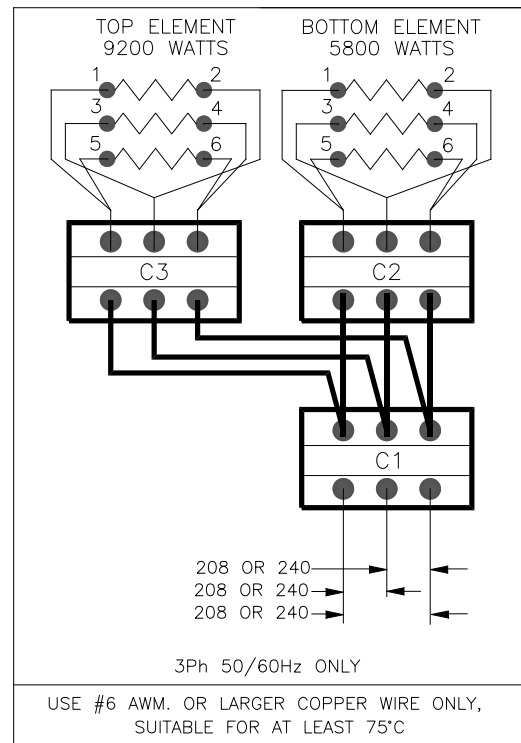 TOP ELEMENT
9200 WATTS
BOTTOM ELEMENT
5800 WATTS
1 2
3 4
5 6
1 2
3 4
5 6
C3
C2
C1
208 OR 240
208 OR 240
208 OR 240
3Ph 50/60Hz ONLY
USE #6 AWM. OR LARGER COPPER WIRE ONLY,
SUITABLE FOR AT LEAST 75°C